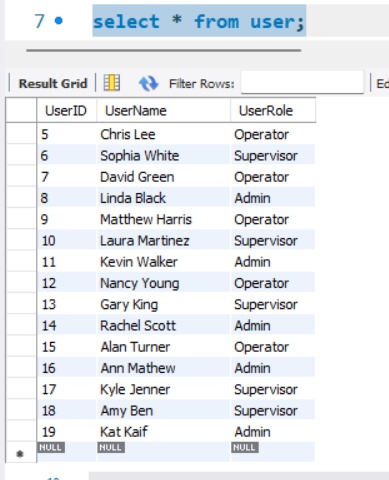 7 select * from user;
Result Grid Filter Rows: Ed
UserID UserName UserRole
5 Chris Lee Operator
6 Sophia White Supervisor
7 David Green Operator
8 Linda Black Admin
9 Matthew Harris Operator
10 Laura Martinez Supervisor
11 Kevin Walker Admin
12 Nancy Young Operator
13 Gary King Supervisor
14 Rachel Scott Admin
15 Alan Turner Operator
16 Ann Mathew Admin
17 Kyle Jenner Supervisor
18 Amy Ben Supervisor
19 Kat Kaif Admin
NULL NULL NULL